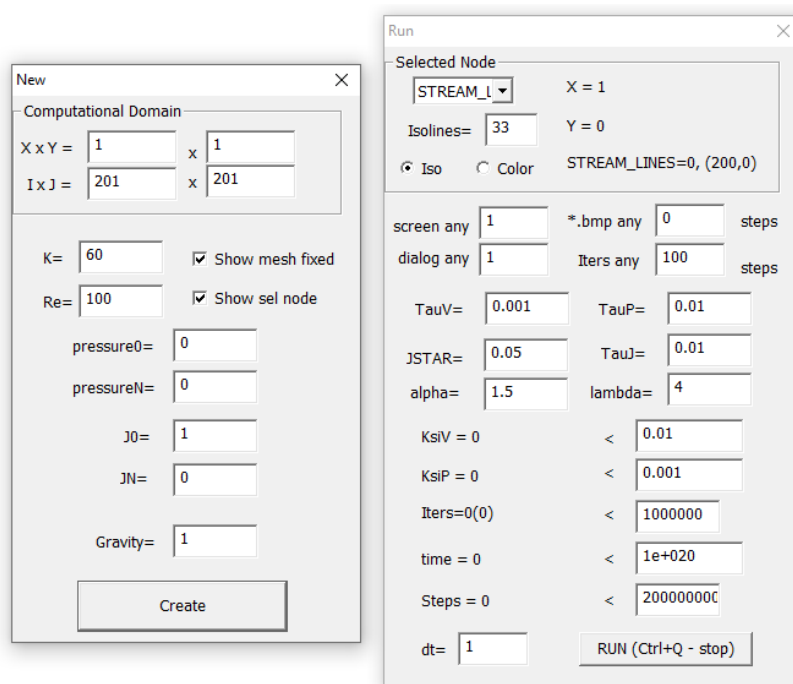 New
Computational Domain
X x Y = 1 x 1
I x J = 201 x 201
K= 60 Show mesh fixed
Re= 100 Show sel node
pressure0= 0
pressureN= 0
J0= 1
JN= 0
Gravity= 1
Create
Run
Selected Node
STREAM_L X = 1
Isolines= 33 Y = 0
Iso Color STREAM_LINES=0, (200,0)
screen any 1 *.bmp any 0 steps
dialog any 1 Iters any 100 steps
TauV= 0.001 TauP= 0.01
JSTAR= 0.05 TauJ= 0.01
alpha= 1.5 lambda= 4
KsiV = 0 < 0.01
KsiP = 0 < 0.001
Iters=0(0) < 1000000
time = 0 < 1e+020
Steps = 0 < 200000000
dt= 1 RUN (Ctrl+Q - stop)